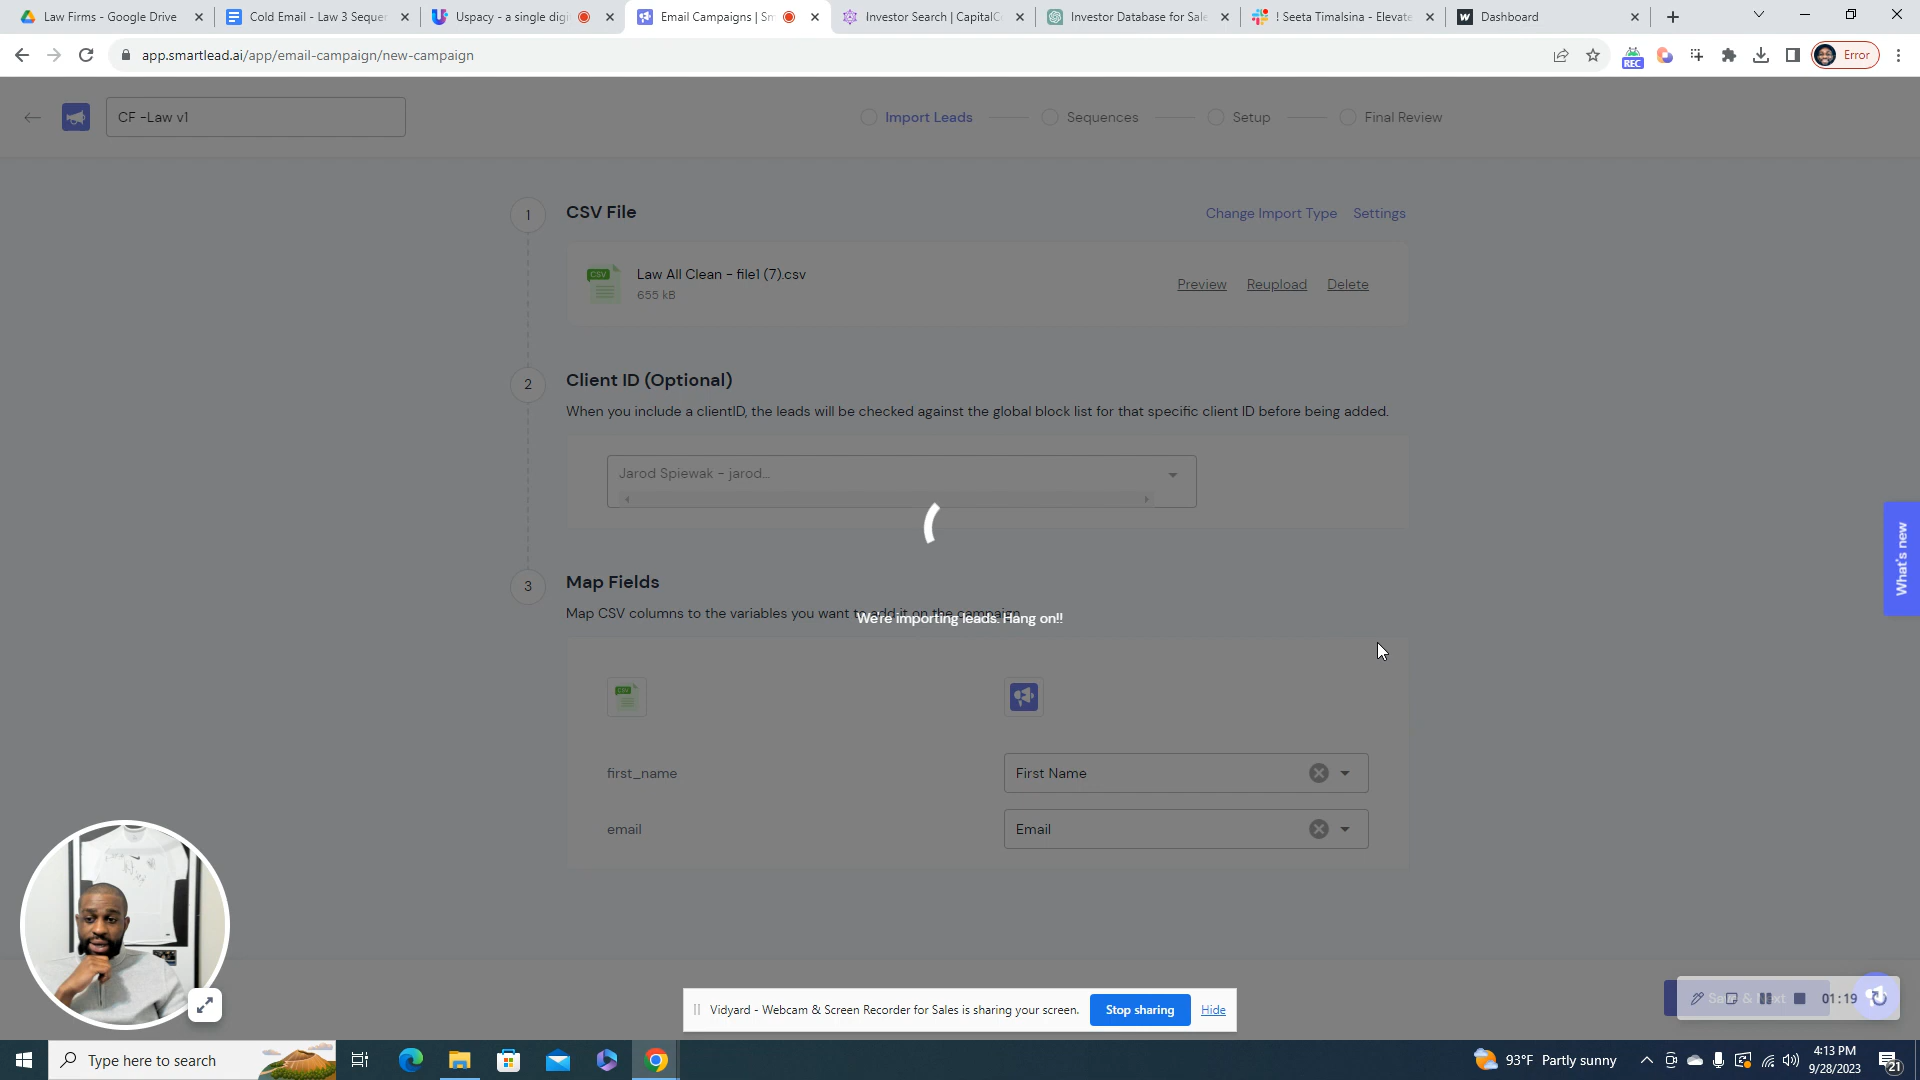 Law Firms - Google Drive
Cold Email - Law 3 Sequen
Uspacy - a single digi
Email Campaigns | Sm
Investor Search | CapitalC
Investor Database for Sale
! Seeta Timalsina - Elevate
Dashboard
app.smartlead.ai/app/email-campaign/new-campaign
REC
Error
CF -Law v1
Import Leads
Sequences
Setup
Final Review
1
CSV File
Change Import Type
Settings
CSV
Law All Clean - file1 (7).csv
655 kB
Preview
Reupload
Delete
2
Client ID (Optional)
When you include a clientID, the leads will be checked against the global block list for that specific client ID before being added.
Jarod Spiewak - jarod...
What's new
3
Map Fields
Map CSV columns to the variables you want to add it on the campaign
We're importing leads. Hang on!!
CSV
first_name
First Name
email
Email
Vidyard - Webcam & Screen Recorder for Sales is sharing your screen.
Stop sharing
Hide
Save & Next
01:19
Type here to search
93°F Partly sunny
4:13 PM
9/28/2023
21